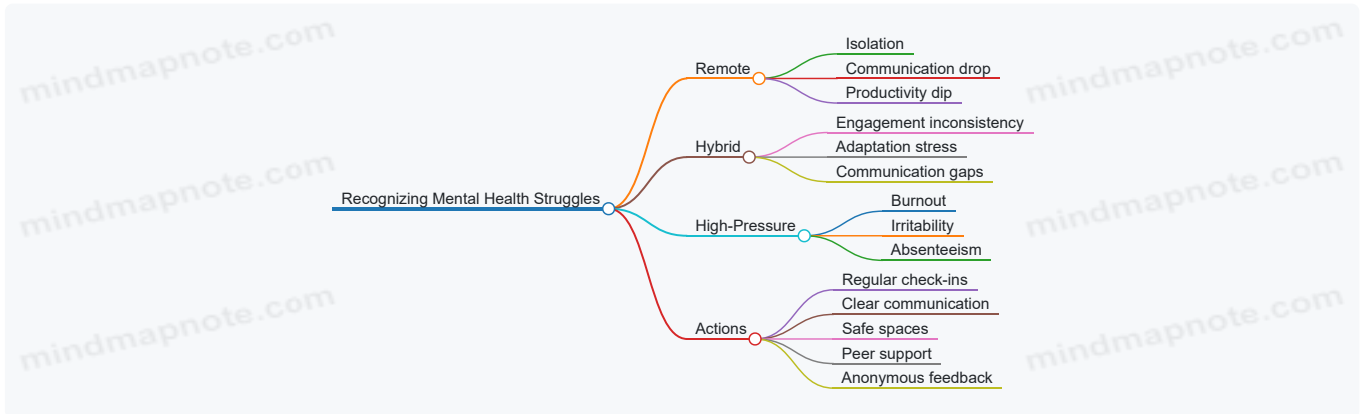 mindmapnote.com
mindmapnote.com
Isolation
Remote
Communication drop
Productivity dip
Engagement inconsistency
Hybrid
Adaptation stress
Communication gaps
mindmapnote.com
mindmapnote.com
Recognizing Mental Health Struggles
Burnout
High-Pressure
Irritability
Absenteeism
Regular check-ins
mindmapnote.com
mindmapnote.com
Clear communication
Actions
Safe spaces
Peer support
Anonymous feedback